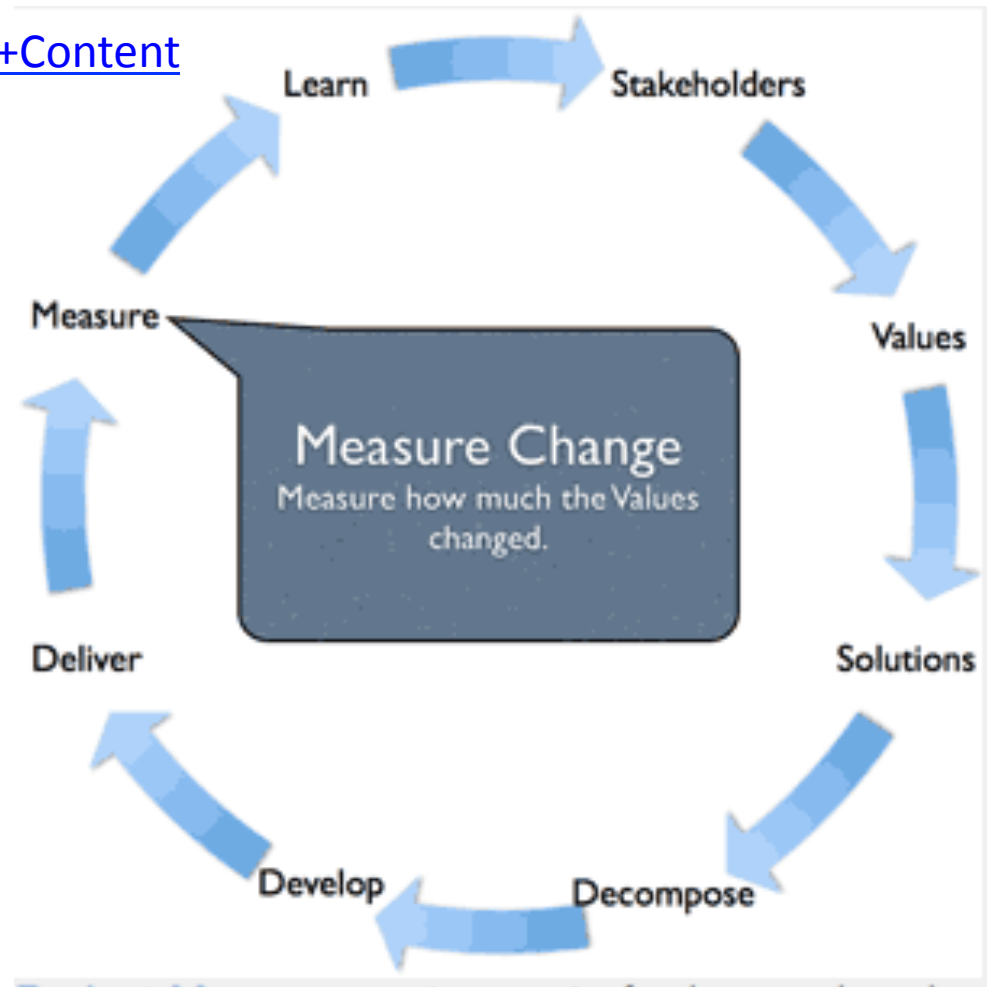 +Content
Learn
Stakeholders
Measure
Values
Measure Change
Measure how much the Values
changed.
Deliver
Solutions
Develop
Decompose